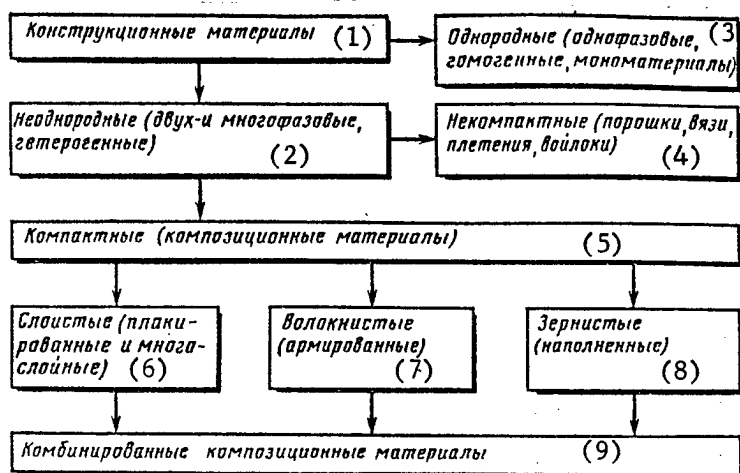 Конструкционные материалы (1)
Однородные (однофазовые, (3
гомогенные, мономатериалы)
Неоднородные (двух-и многофазовые,
гетерогенные) (2)
Некомпактные (порошки, вязи,
плетения, войлоки) (4)
Компактные (композиционные материалы) (5)
Слоистые (плаки-
рованные и много-
слойные) (6)
Волокнистые
(армированные)
(7)
Зернистые
(наполненные)
(8)
Комбинированные композиционные материалы (9)